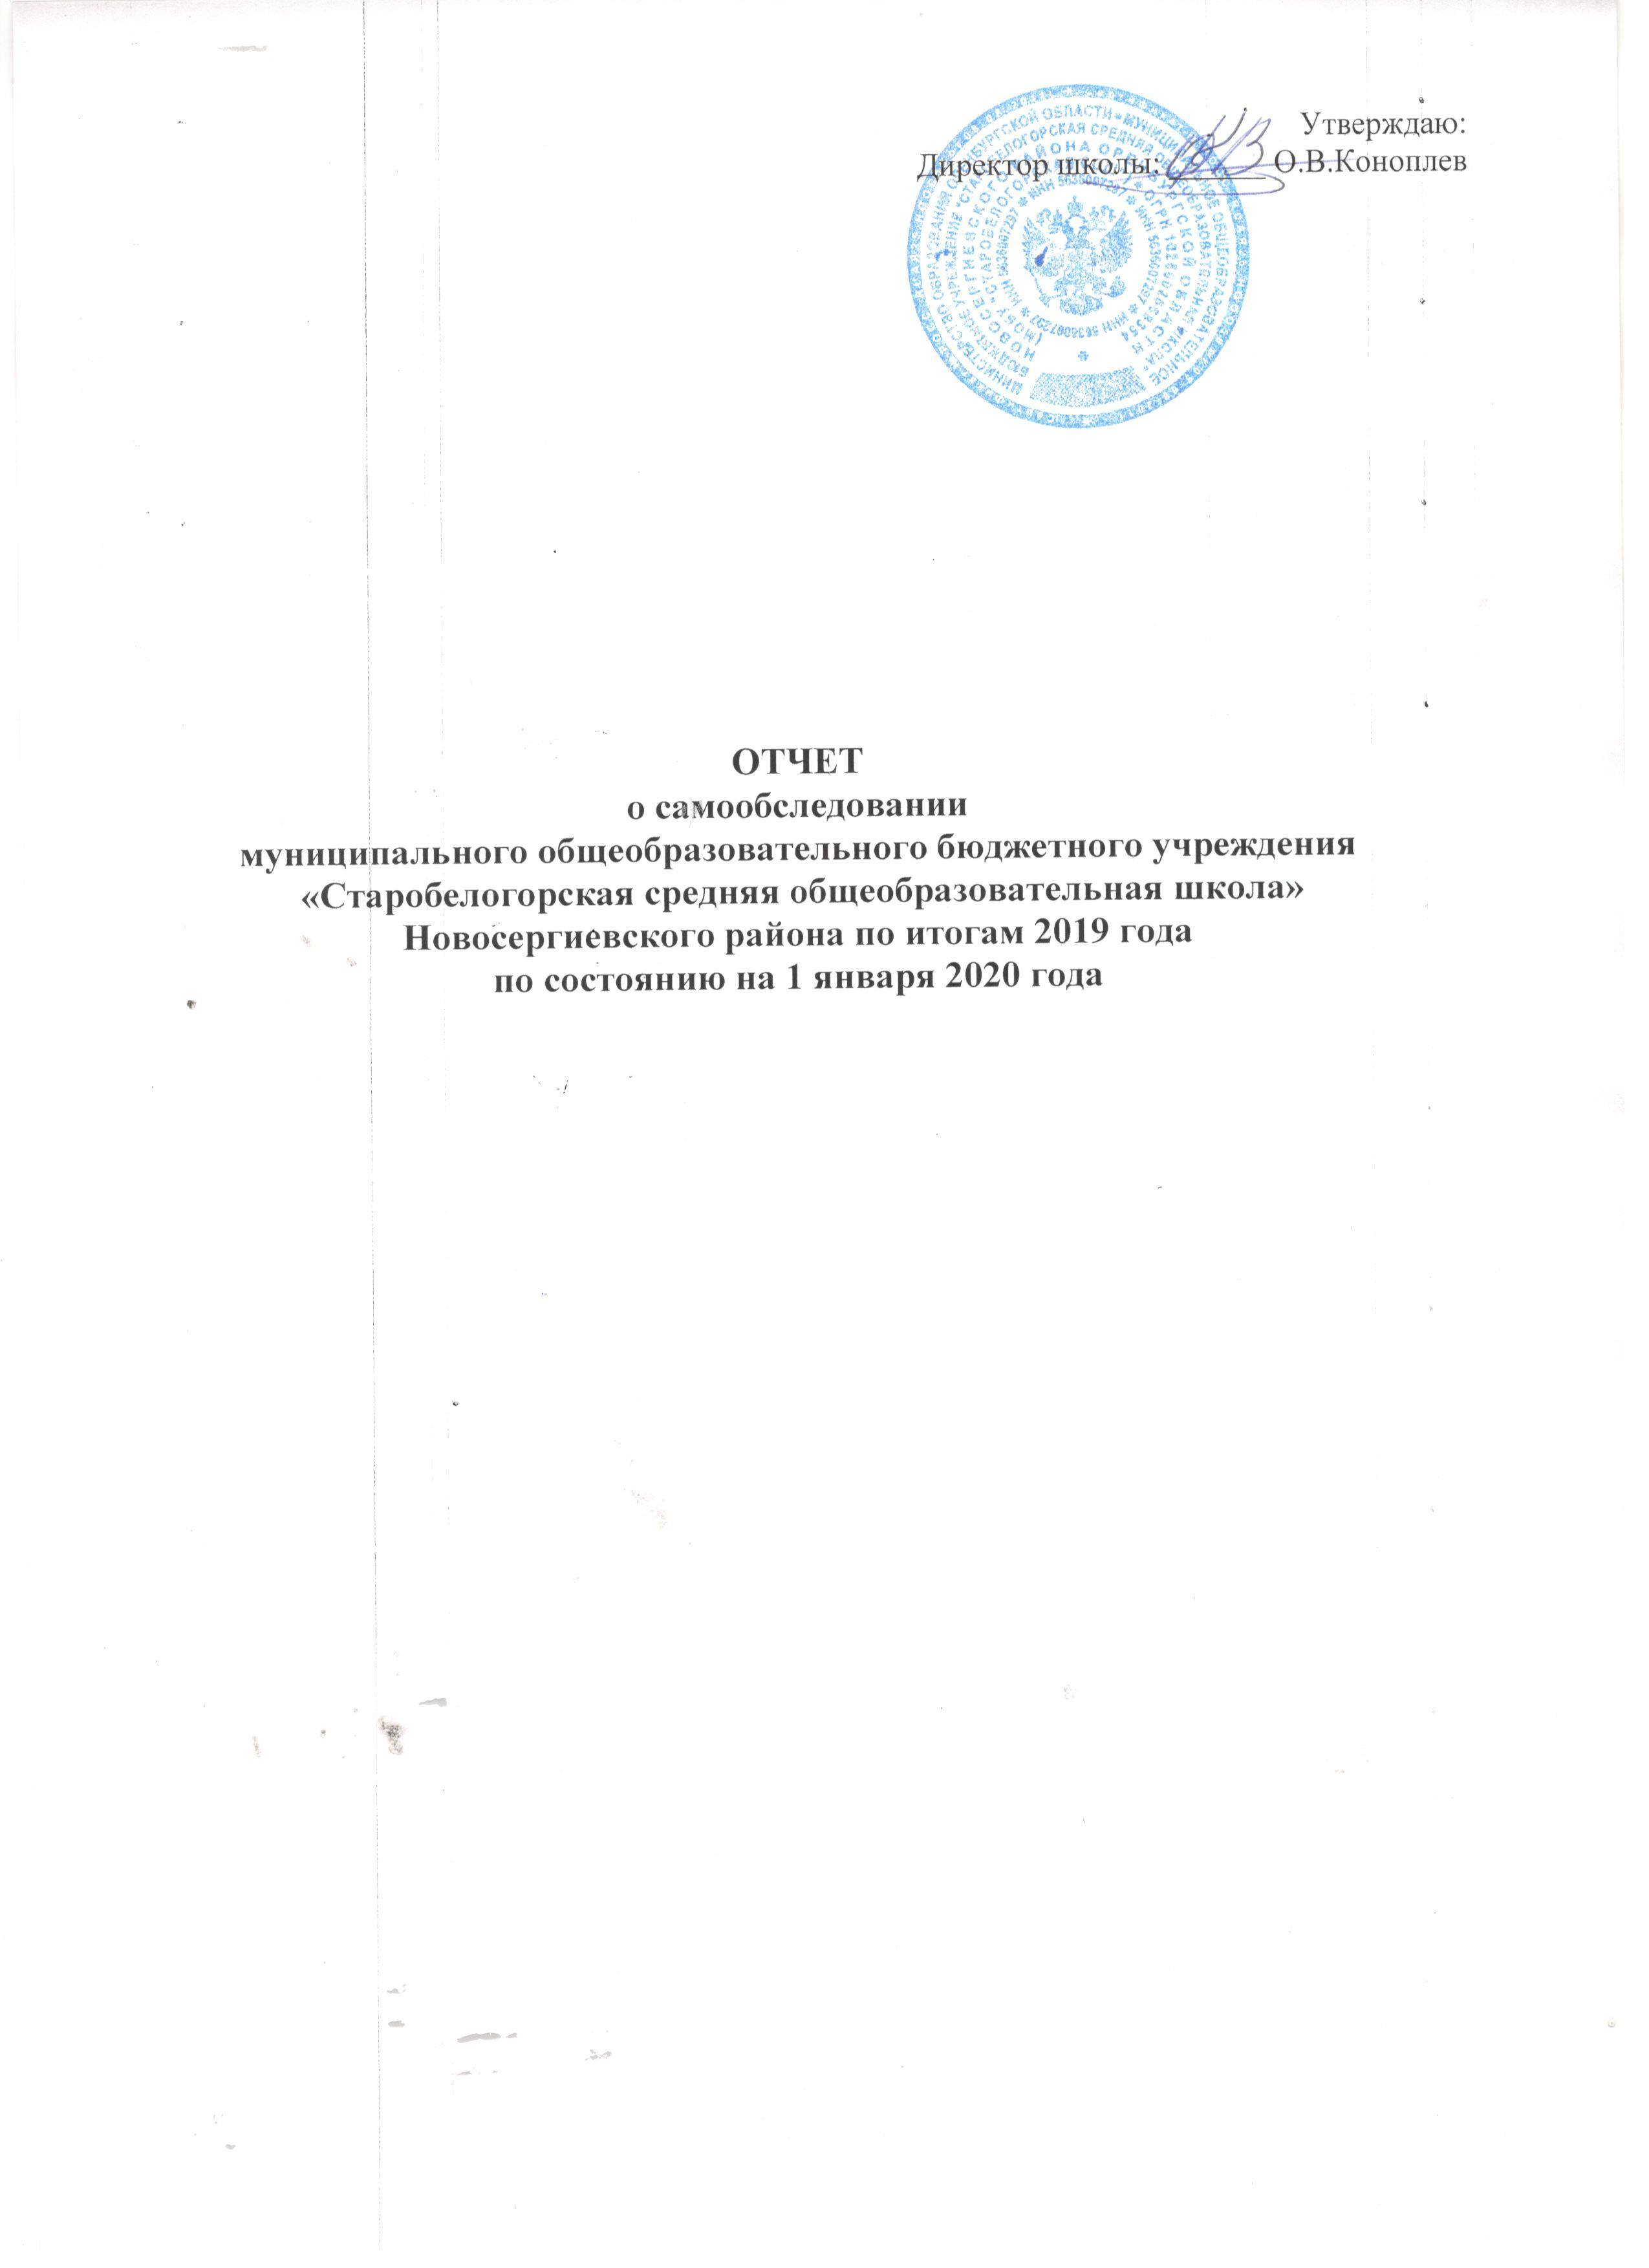 Утверждаю:
Директор школы: ______ О.В.Коноплев
ОТЧЕТ
о самообследовании
муниципального общеобразовательного бюджетного учреждения
«Старобелогорская средняя общеобразовательная школа»
Новосергиевского района по итогам 2019 года
по состоянию на 1 января 2020 года